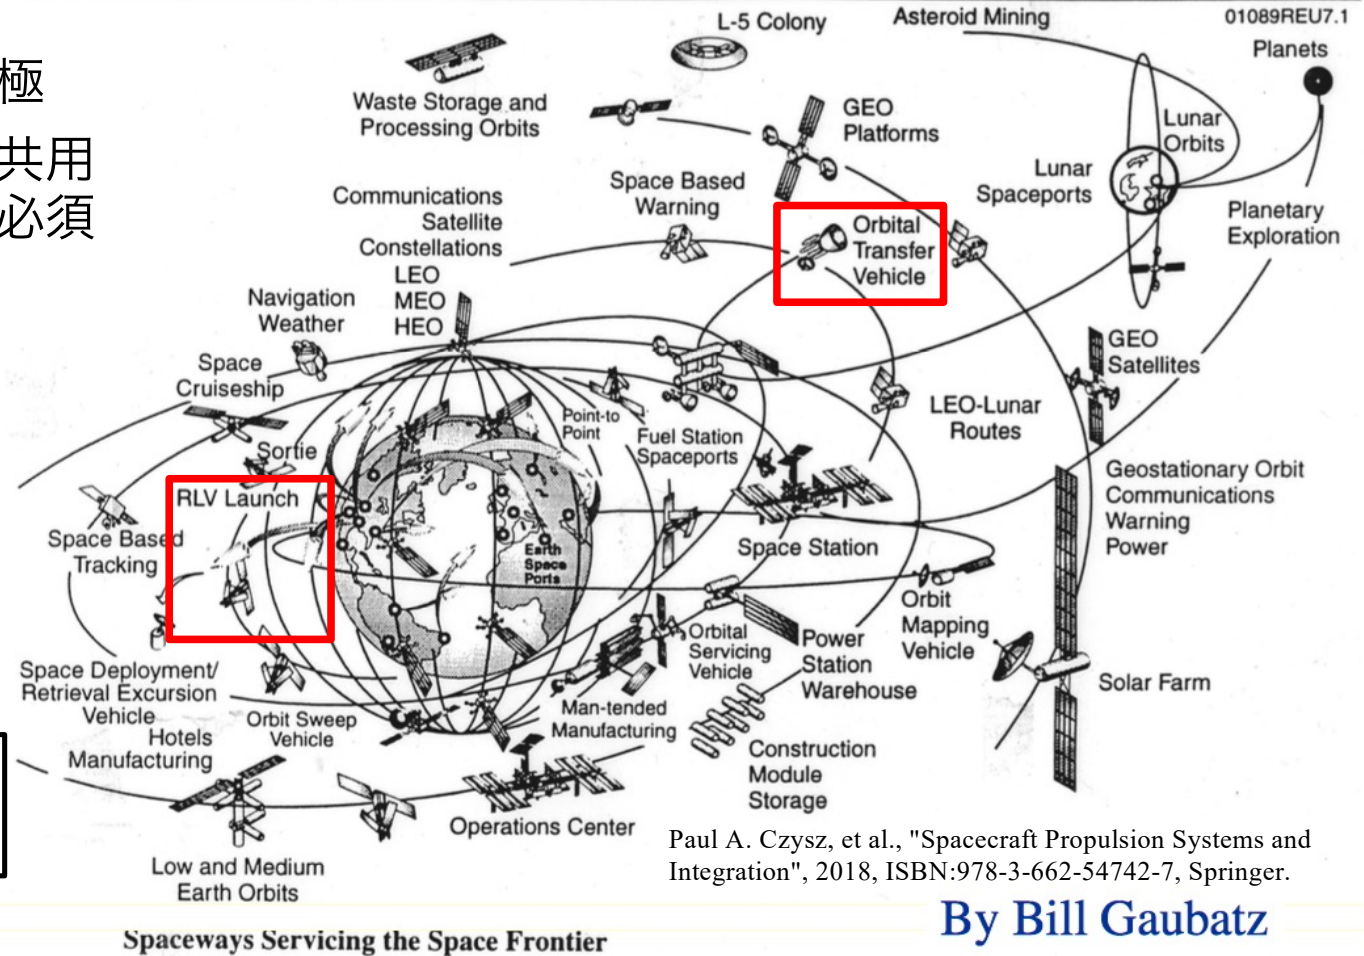 極
共用
必須
L-5 Colony
Asteroid Mining
01089REU7.1
Planets
Waste Storage and
Processing Orbits
GEO
Platforms
Lunar
Orbits
Lunar
Spaceports
Space Based
Warning
Communications
Satellite
Constellations
LEO
MEO
HEO
Orbital
Transfer
Vehicle
Planetary
Exploration
Navigation
Weather
GEO
Satellites
Space
Cruiseship
Point-to
Point
Fuel Station
Spaceports
LEO-Lunar
Routes
Sortie
RLV Launch
Geostationary Orbit
Communications
Warning
Power
Space Based
Tracking
Earth
Space
Ports
Space Station
Orbit
Mapping
Vehicle
Orbital
Servicing
Vehicle
Power
Station
Warehouse
Solar Farm
Space Deployment/
Retrieval Excursion
Vehicle
Orbit Sweep
Vehicle
Man-tended
Manufacturing
Hotels
Manufacturing
Construction
Module
Storage
Operations Center
Low and Medium
Earth Orbits
Paul A. Czysz, et al., "Spacecraft Propulsion Systems and
Integration", 2018, ISBN:978-3-662-54742-7, Springer.
By Bill Gaubatz
Spaceways Servicing the Space Frontier